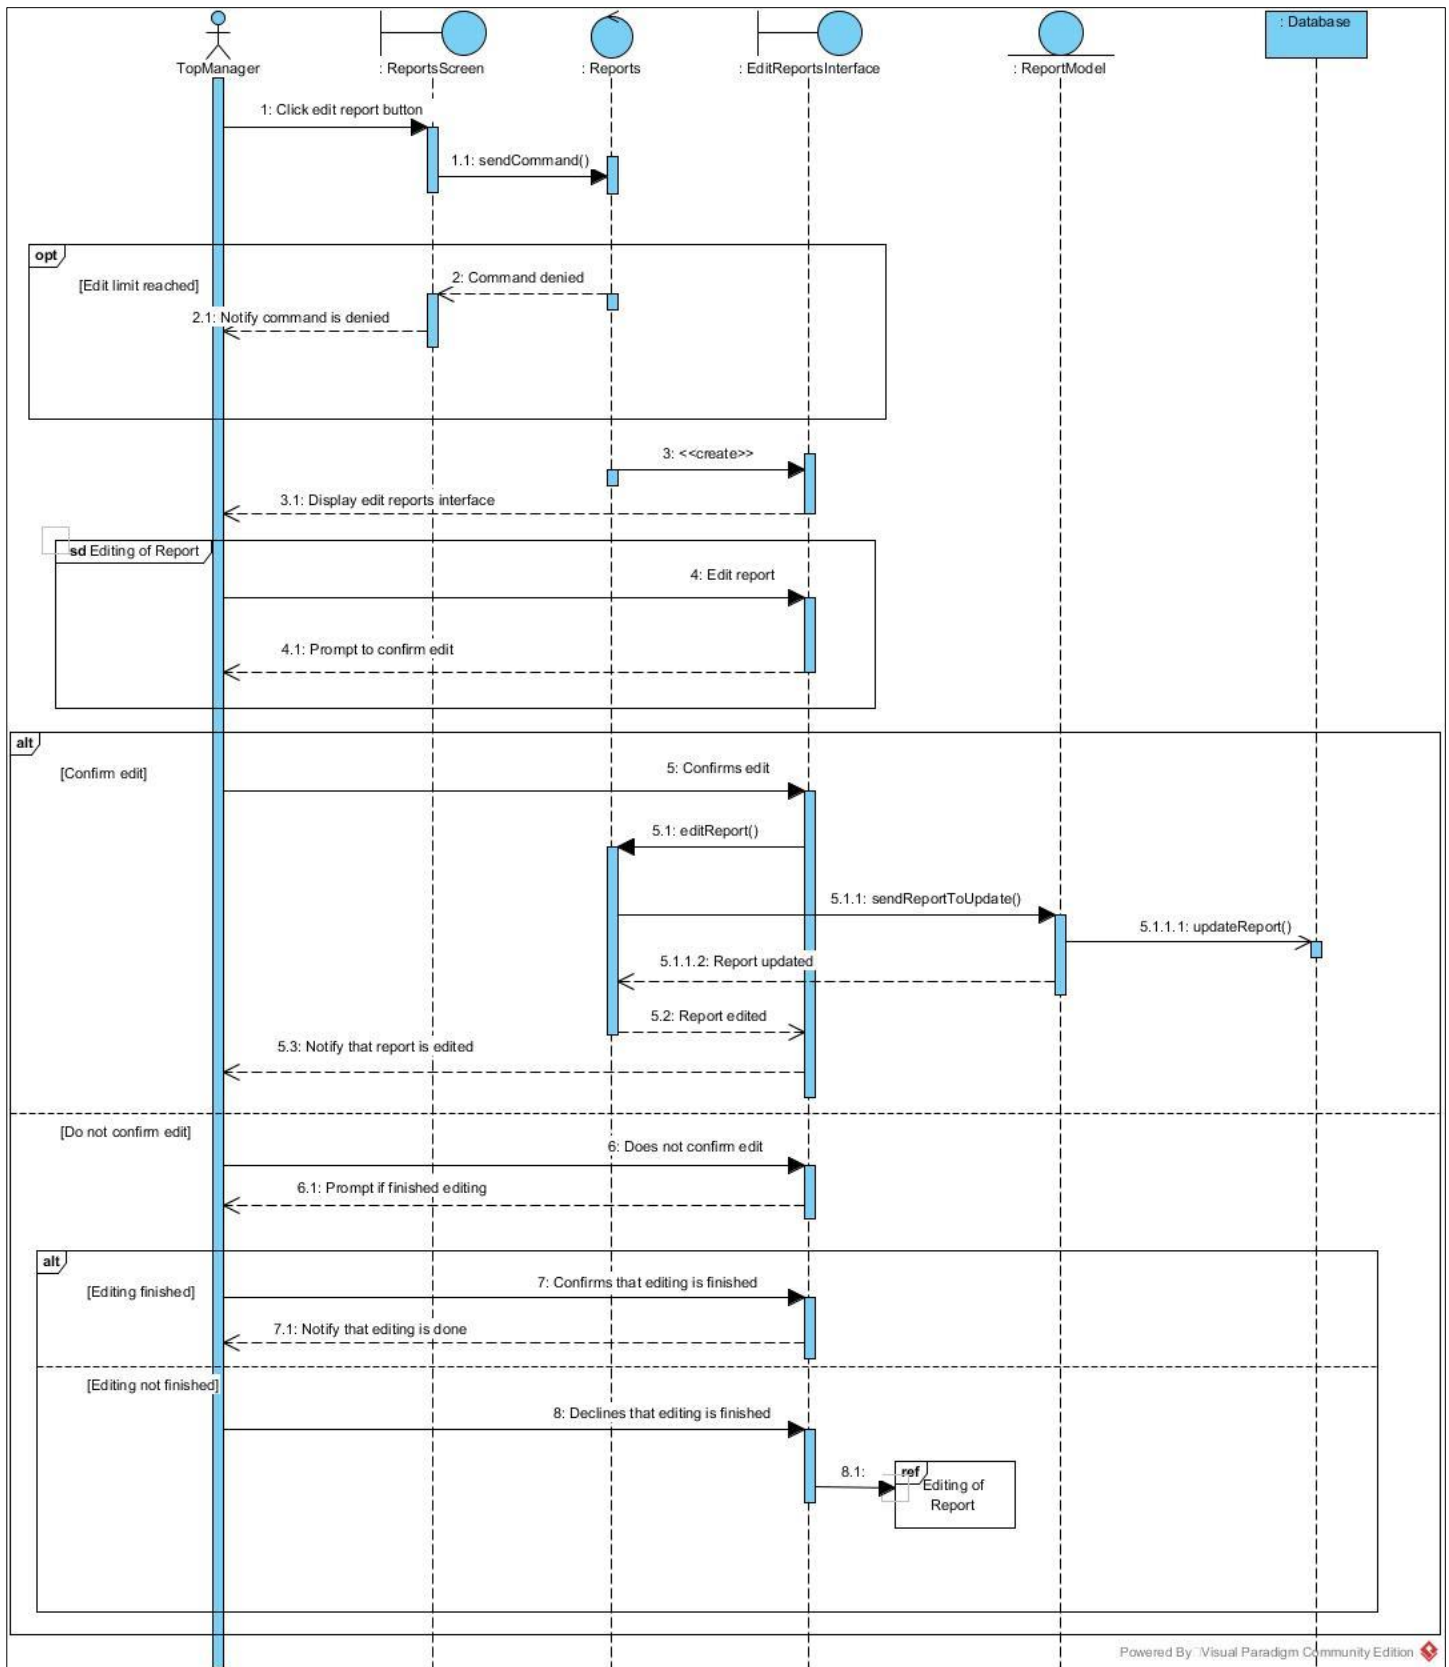 : Database
TopManager
: ReportsScreen
: Reports
: EditReportsInterface
: ReportModel
1: Click edit report button
1.1: sendCommand()
opt
[Edit limit reached]
2: Command denied
2.1: Notify command is denied
3: <<create>>
3.1: Display edit reports interface
sd Editing of Report
4: Edit report
4.1: Prompt to confirm edit
alt
[Confirm edit]
5: Confirms edit
5.1: editReport()
5.1.1: sendReportToUpdate()
5.1.1.1: updateReport()
5.1.1.2: Report updated
5.2: Report edited
5.3: Notify that report is edited
[Do not confirm edit]
6: Does not confirm edit
6.1: Prompt if finished editing
alt
[Editing finished]
7: Confirms that editing is finished
7.1: Notify that editing is done
[Editing not finished]
8: Declines that editing is finished
8.1:
ref
Editing of
Report
Powered By Visual Paradigm Community Edition